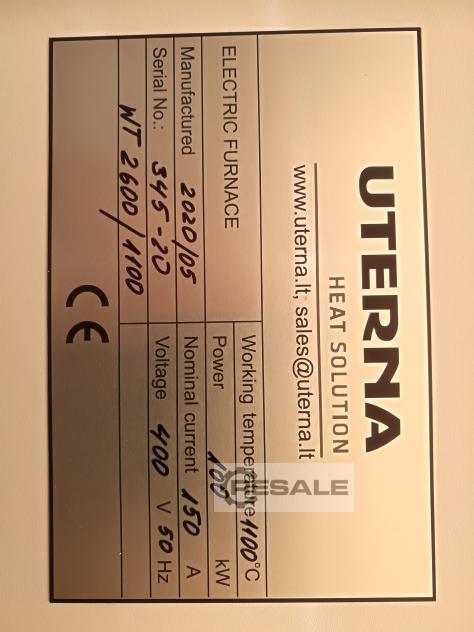 UTERNA
HEAT SOLUTION
www.uterna.lt, sales@uterna.lt
ELECTRIC FURNACE
Working temperature 1100°C
Power 100 kW
Manufactured 2020/05
Nominal current 150 A
Serial No.: 345-20
Voltage 400 V 50 Hz
WT 2600/1100
CE
RESALE